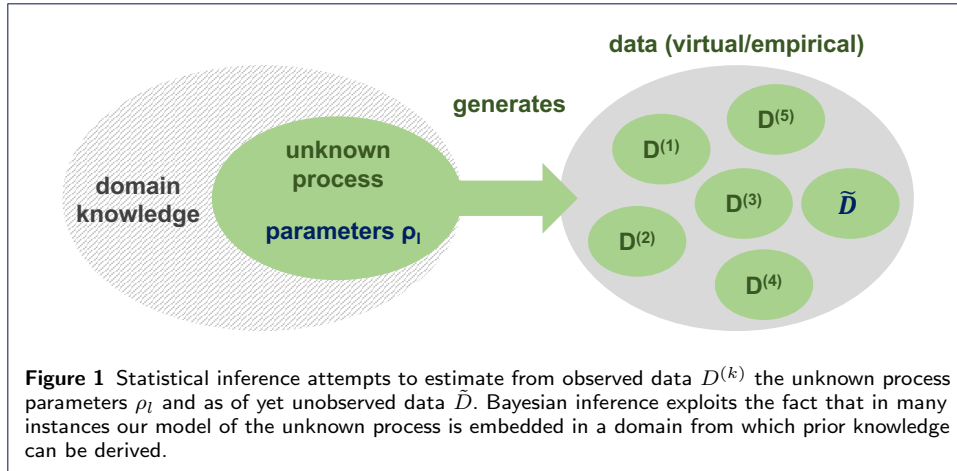 data (virtual/empirical)
generates
unknown
process
domain
knowledge
parameters ρₗ
D⁽¹⁾
D⁽⁵⁾
D⁽³⁾
D̃
D⁽²⁾
D⁽⁴⁾
Figure 1 Statistical inference attempts to estimate from observed data D⁽ᵏ⁾ the unknown process
parameters ρₗ and as of yet unobserved data D̃. Bayesian inference exploits the fact that in many
instances our model of the unknown process is embedded in a domain from which prior knowledge
can be derived.